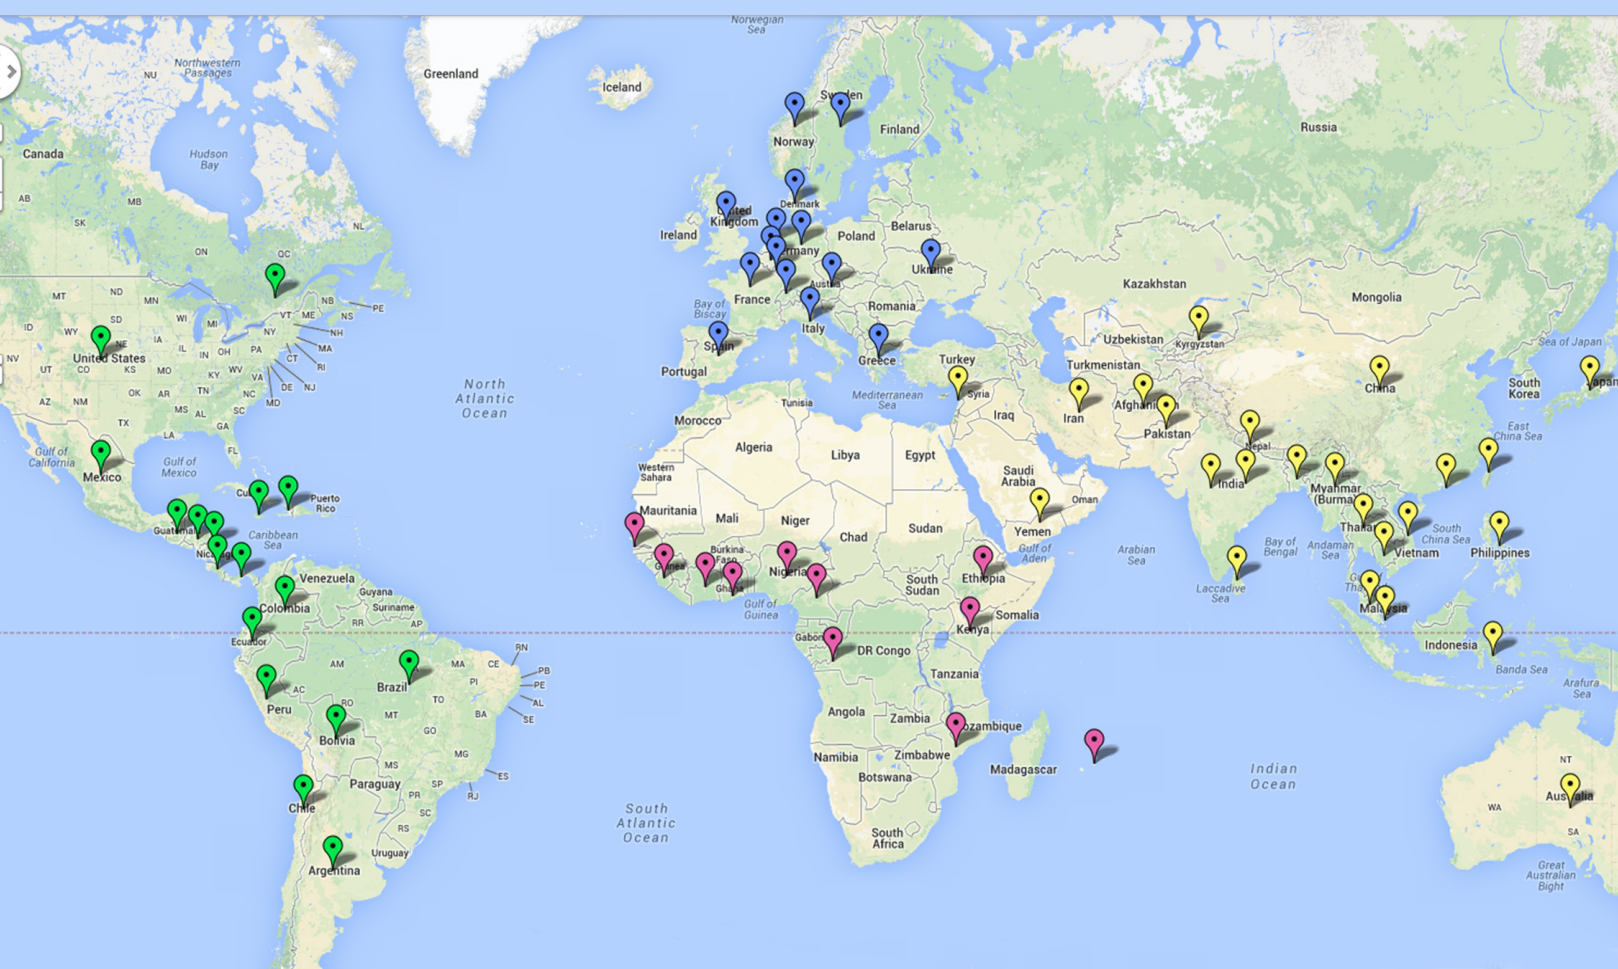 Norwegian
Sea
Northwestern
Passages
NU
Greenland
Iceland
Sweden
Finland
Russia
Norway
Canada
Hudson
Bay
AB
MB
SK
NL
Denmark
United
Kingdom
Ireland
Belarus
Poland
ON
QC
Ukraine
Kazakhstan
Mongolia
France
Romania
Bay of
Biscay
MT
ND
MN
NB
PE
VT
ME
NS
SD
WI
MI
NY
NH
ID
WY
IA
Italy
Uzbekistan
Kyrgyzstan
Sea of Japan
NE
IL
IN
OH
PA
MA
CT
RI
NV
United States
Spain
Greece
Turkey
Turkmenistan
UT
CO
KS
MO
KY
WV
VA
DE
NJ
MD
Portugal
South
Korea
China
AZ
NM
OK
AR
TN
NC
MS
AL
SC
North
Atlantic
Ocean
Tunisia
Mediterranean
Sea
Syria
Iraq
Iran
TX
LA
GA
FL
Morocco
Pakistan
East
China Sea
Algeria
Libya
Egypt
Nepal
Gulf of
California
Gulf of
Mexico
Mexico
Western
Sahara
Saudi
Arabia
Oman
India
Myanmar
(Burma)
Puerto
Rico
Mauritania
Mali
Niger
Chad
Sudan
Yemen
Caribbean
Sea
Gulf of
Aden
Arabian
Sea
Bay of
Bengal
Andaman
Sea
South
China Sea
Vietnam
Philippines
Burkina
Faso
Nigeria
Ethiopia
South
Sudan
Venezuela
Guyana
Suriname
Colombia
Gulf of
Guinea
Somalia
Laccadive
Sea
Malaysia
RR
AP
Ecuador
Kenya
Gabon
DR Congo
Indonesia
Banda Sea
Arafura
Sea
RN
AM
MA
CE
PB
PE
AL
SE
Brazil
PI
TO
AC
RO
Peru
MT
BA
GO
Tanzania
Angola
Zambia
Bolivia
MG
MS
ES
Namibia
Zimbabwe
Botswana
Madagascar
Indian
Ocean
NT
Paraguay
SP
PR
RJ
Chile
SC
RS
South
Atlantic
Ocean
South
Africa
WA
Australia
SA
Uruguay
Argentina
Great
Australian
Bight